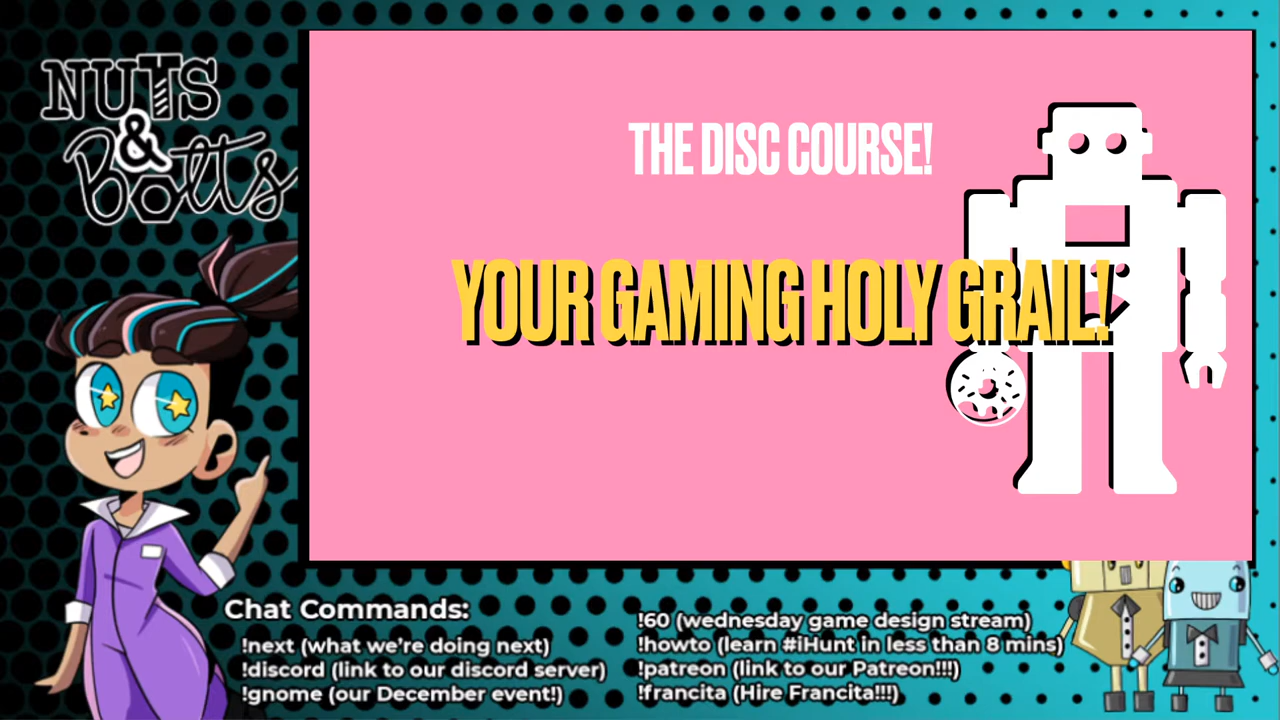 NUTS
&
Bolts
THE DISC COURSE!
YOUR GAMING HOLY GRAIL!
Chat Commands:
!next (what we're doing next)
!discord (link to our discord server)
!gnome (our December event!)
!60 (wednesday game design stream)
!howto (learn #iHunt in less than 8 mins)
!patreon (link to our Patreon!!!)
!francita (Hire Francita!!!)